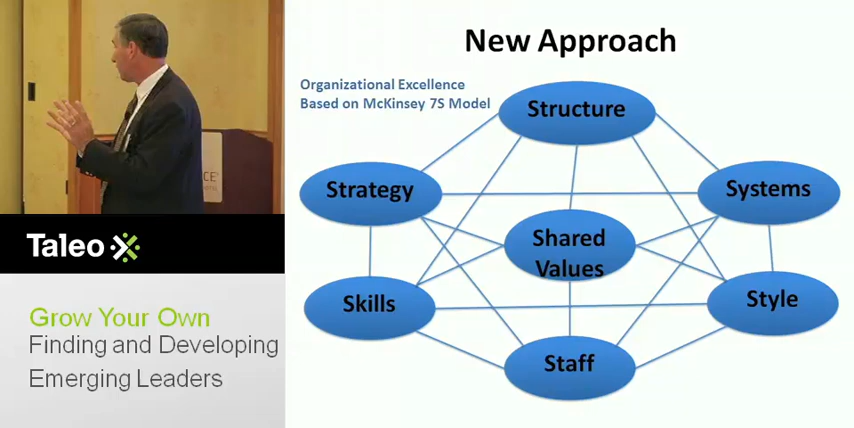 New Approach
Organizational Excellence
Based on McKinsey 7S Model
Structure
Strategy
Systems
Shared
Values
Skills
Style
Staff
Taleo
Grow Your Own
Finding and Developing
Emerging Leaders